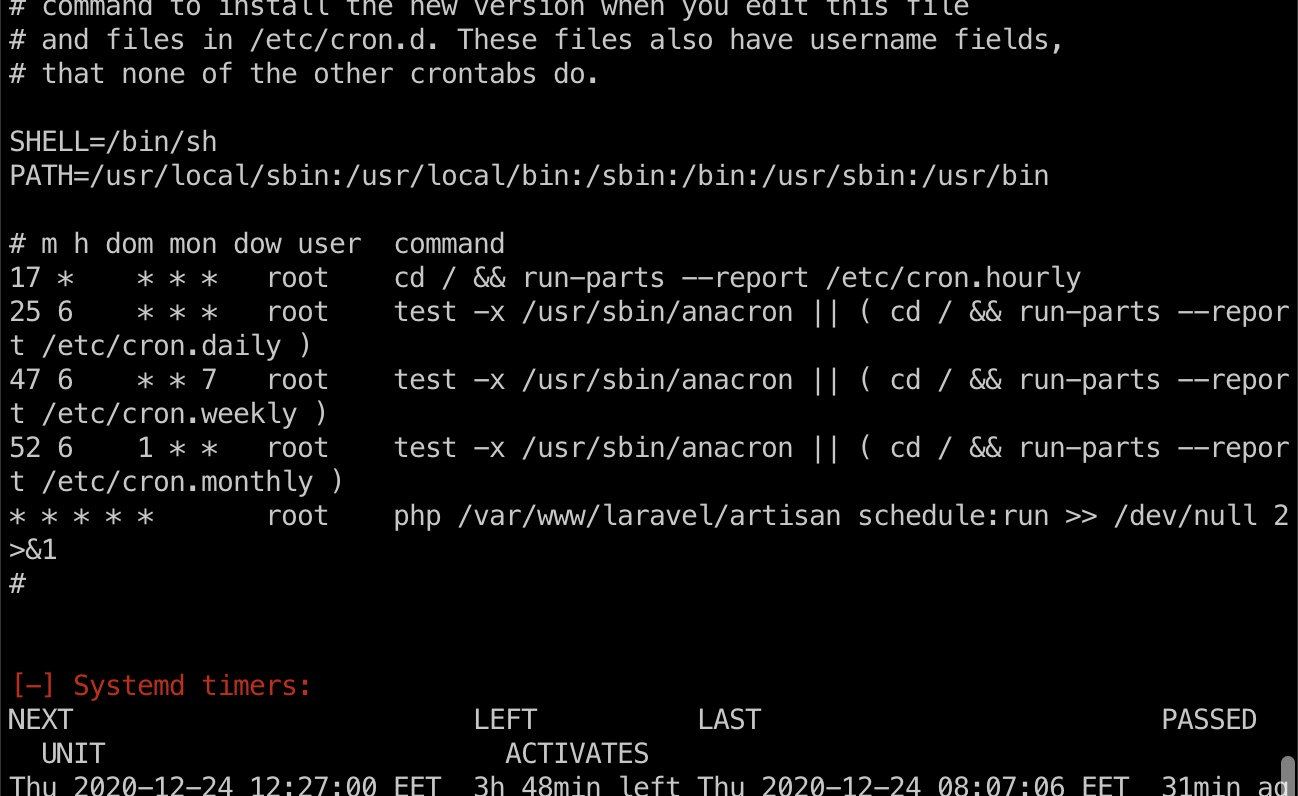 # command to install the new version when you edit this file
# and files in /etc/cron.d. These files also have username fields,
# that none of the other crontabs do.
SHELL=/bin/sh
PATH=/usr/local/sbin:/usr/local/bin:/sbin:/bin:/usr/sbin:/usr/bin
# m h dom mon dow user  command
17 *    * * *   root    cd / && run-parts --report /etc/cron.hourly
25 6    * * *   root    test -x /usr/sbin/anacron || ( cd / && run-parts --repor
t /etc/cron.daily )
47 6    * * 7   root    test -x /usr/sbin/anacron || ( cd / && run-parts --repor
t /etc/cron.weekly )
52 6    1 * *   root    test -x /usr/sbin/anacron || ( cd / && run-parts --repor
t /etc/cron.monthly )
* * * * *       root    php /var/www/laravel/artisan schedule:run >> /dev/null 2
>&1
#
[-] Systemd timers:
NEXT                         LEFT          LAST                         PASSED
  UNIT                         ACTIVATES
Thu 2020-12-24 12:27:00 EET  3h 48min left Thu 2020-12-24 08:07:06 EET  31min ag